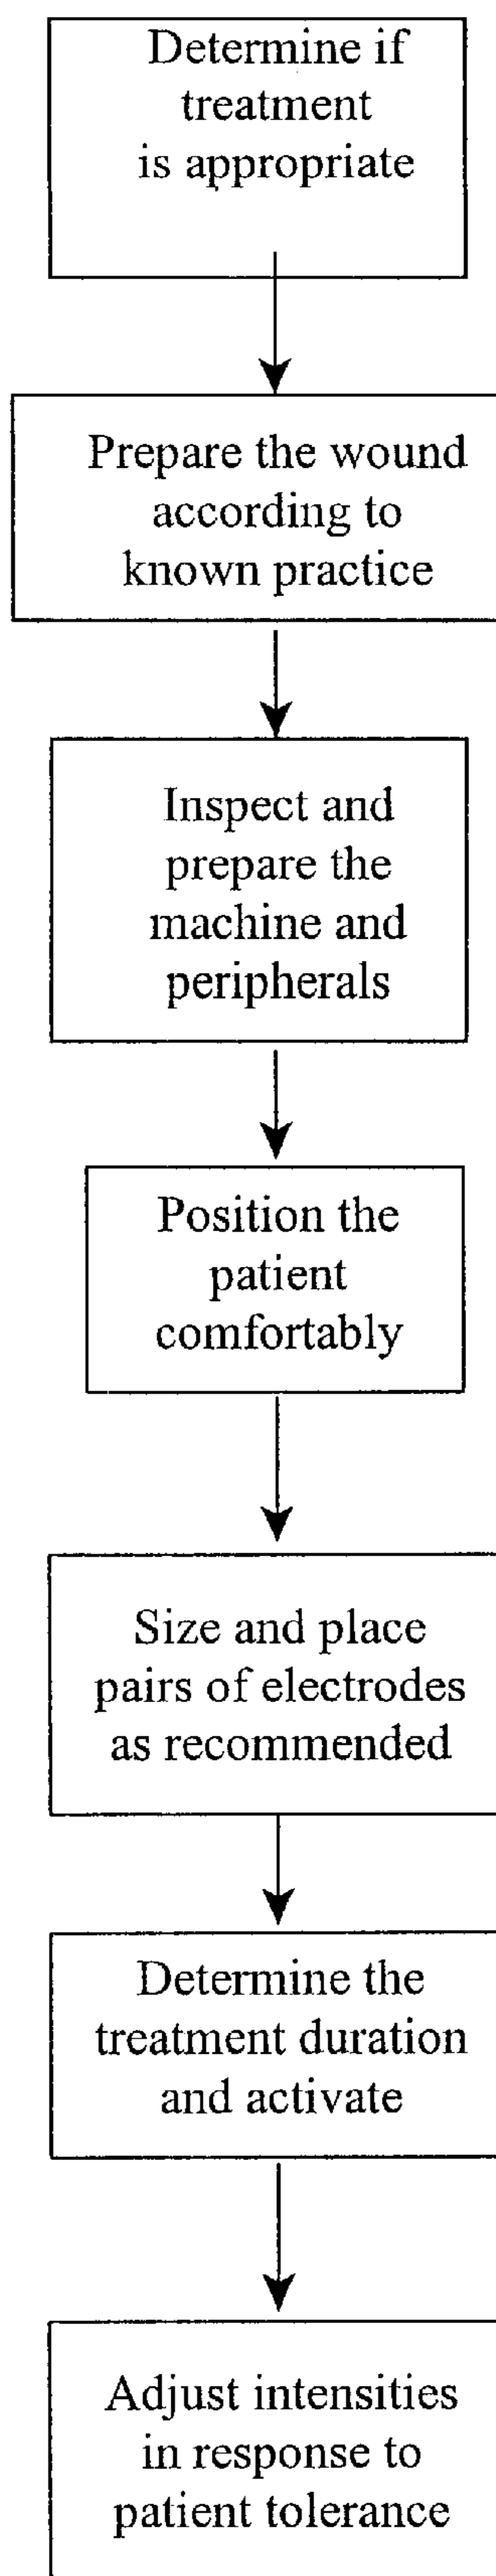 Determine if
treatment
is appropriate
Prepare the wound
according to
known practice
Inspect and
prepare the
machine and
peripherals
Position the
patient
comfortably
Size and place
pairs of electrodes
as recommended
Determine the
treatment duration
and activate
Adjust intensities
in response to
patient tolerance